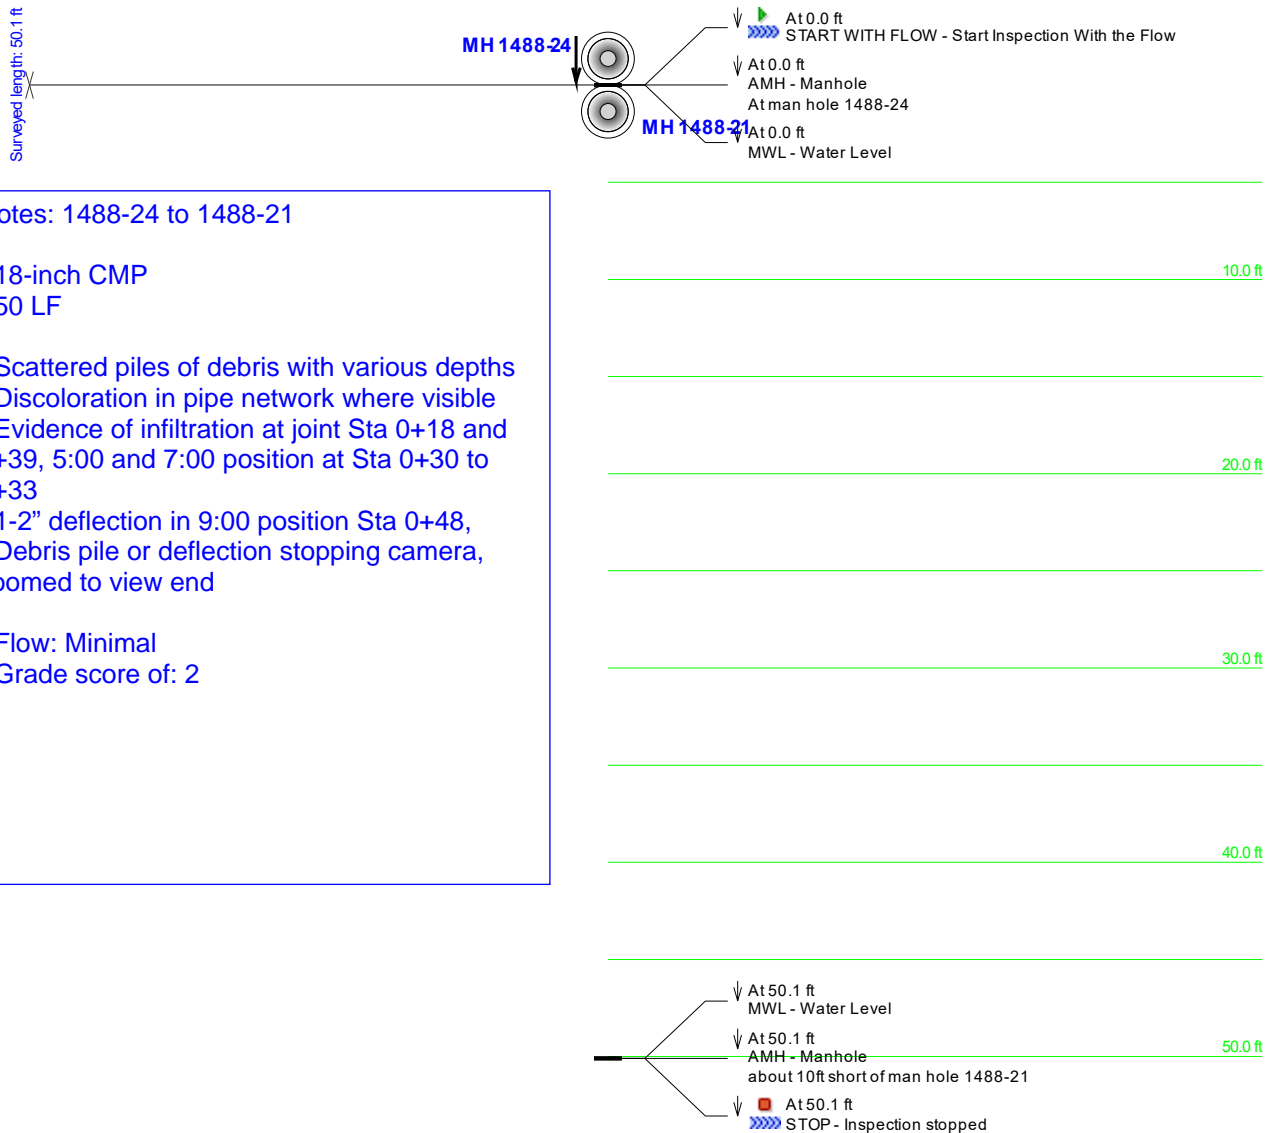 Surveyed length: 50.1 ft
MH 1488-24
MH 1488-21
At 0.0 ft
START WITH FLOW - Start Inspection With the Flow
At 0.0 ft
AMH - Manhole
At man hole 1488-24
At 0.0 ft
MWL - Water Level
otes: 1488-24 to 1488-21
18-inch CMP
50 LF
Scattered piles of debris with various depths
Discoloration in pipe network where visible
Evidence of infiltration at joint Sta 0+18 and
+39, 5:00 and 7:00 position at Sta 0+30 to
+33
1-2” deflection in 9:00 position Sta 0+48,
Debris pile or deflection stopping camera,
oomed to view end
Flow: Minimal
Grade score of: 2
10.0 ft
20.0 ft
30.0 ft
40.0 ft
50.0 ft
At 50.1 ft
MWL - Water Level
At 50.1 ft
AMH - Manhole
about 10ft short of man hole 1488-21
At 50.1 ft
STOP - Inspection stopped